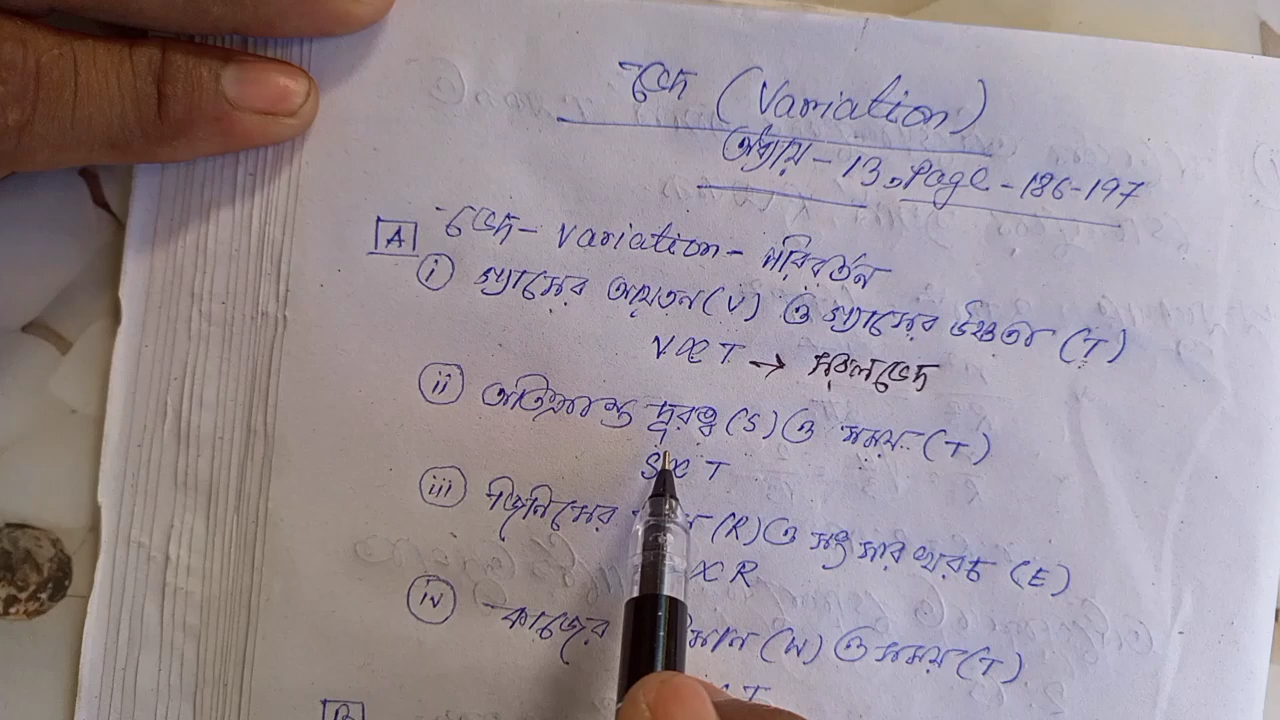 ভেদ (Variation)
অধ্যায় - 13, Page - 186-197
A ভেদ - Variation - পরিবর্তন
i গ্যাসের আয়তন (V) ও গ্যাসের উষ্ণতা (T)
V ∝ T → সরলভেদ
ii অতিক্রান্ত দূরত্ব (S) ও সময় (T)
S ∝ T
iii জিনিসের (R) ও সংসার খরচ (E)
∝ R
iv কাজের (W) ও সময় (T)
T
B